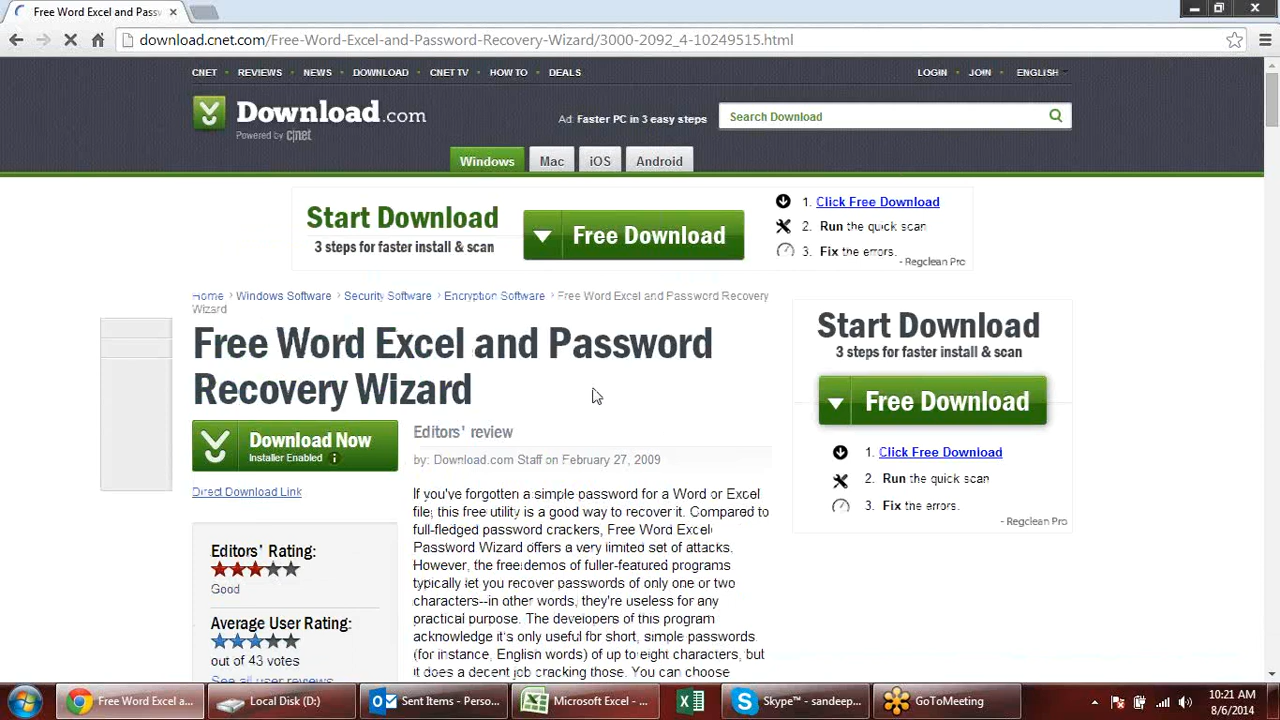 Free Word Excel and Passw
download.cnet.com/Free-Word-Excel-and-Password-Recovery-Wizard/3000-2092_4-10249515.html
CNET REVIEWS NEWS DOWNLOAD CNET TV HOW TO DEALS LOGIN JOIN ENGLISH
Download.com
Powered by c|net
Ad: Faster PC in 3 easy steps
Search Download
Windows Mac iOS Android
Start Download
3 steps for faster install & scan
Free Download
1. Click Free Download
2. Run the quick scan
3. Fix the errors.
- Regclean Pro
Home › Windows Software › Security Software › Encryption Software › Free Word Excel and Password Recovery
Wizard
Free Word Excel and Password
Recovery Wizard
Download Now
Installer Enabled i
Direct Download Link
Editors' Rating:
Good
Average User Rating:
out of 43 votes
See all user reviews
Editors' review
by: Download.com Staff on February 27, 2009
If you've forgotten a simple password for a Word or Excel
file, this free utility is a good way to recover it. Compared to
full-fledged password crackers, Free Word Excel
Password Wizard offers a very limited set of attacks.
However, the free demos of fuller-featured programs
typically let you recover passwords of only one or two
characters--in other words, they're useless for any
practical purpose. The developers of this program
acknowledge it's only useful for short, simple passwords
(for instance, English words) of up to eight characters, but
it does a decent job cracking those. You can choose
Start Download
3 steps for faster install & scan
Free Download
1. Click Free Download
2. Run the quick scan
3. Fix the errors.
- Regclean Pro
Free Word Excel and a...
Local Disk (D:)
Sent Items - Perso...
Microsoft Excel - ...
Skype™ - sandeep...
GoToMeeting
10:21 AM
8/6/2014